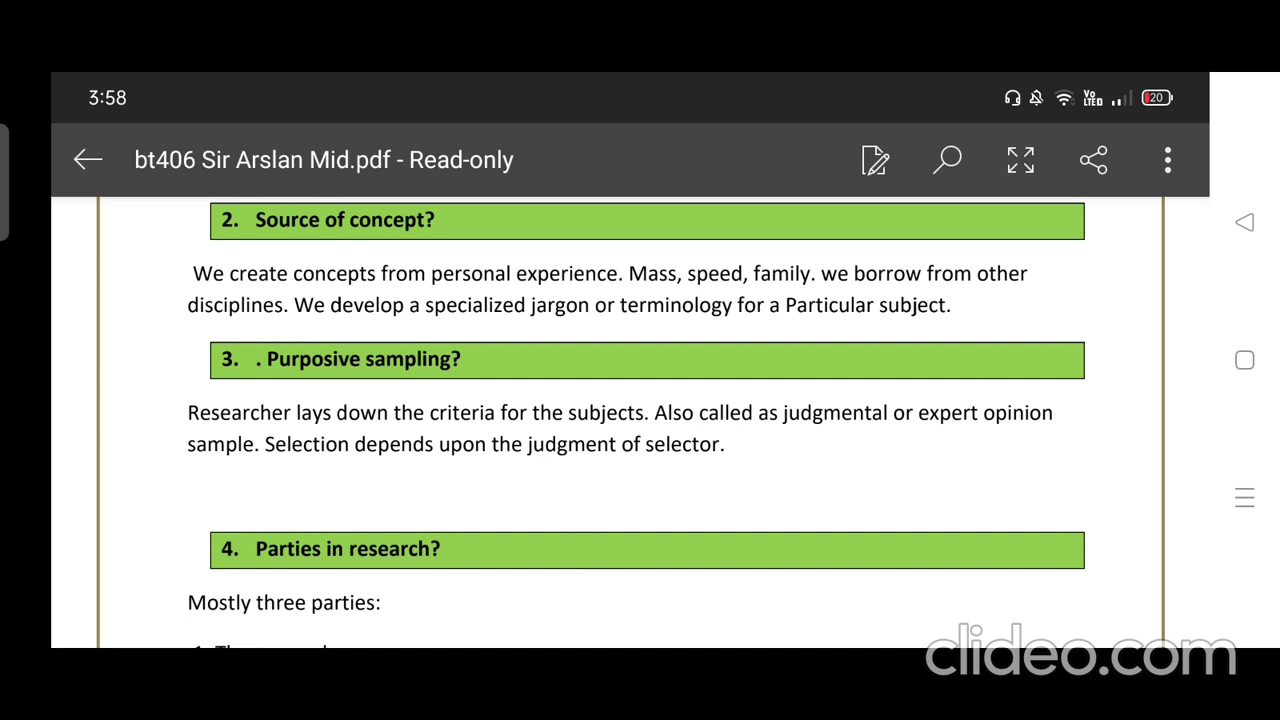 3:58
Vo
LTED
20
bt406 Sir Arslan Mid.pdf - Read-only
2. Source of concept?
We create concepts from personal experience. Mass, speed, family. we borrow from other
disciplines. We develop a specialized jargon or terminology for a Particular subject.
3. . Purposive sampling?
Researcher lays down the criteria for the subjects. Also called as judgmental or expert opinion
sample. Selection depends upon the judgment of selector.
4. Parties in research?
Mostly three parties:
clideo.com